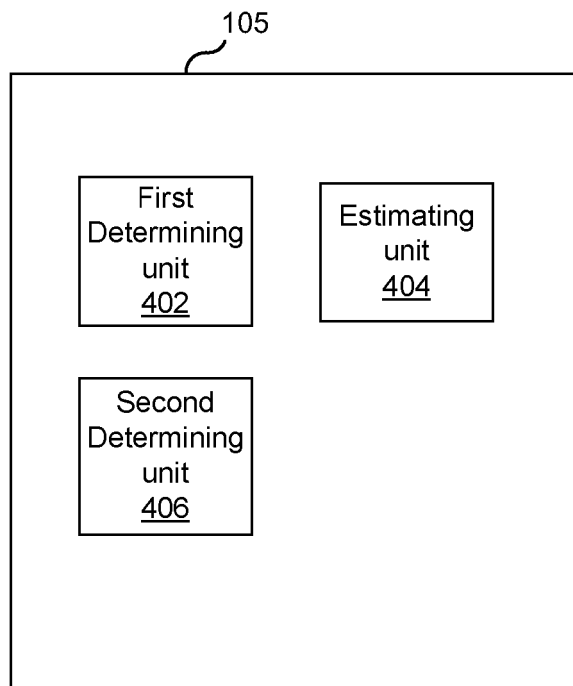 105
First
Determining
unit
402
Estimating
unit
404
Second
Determining
unit
406